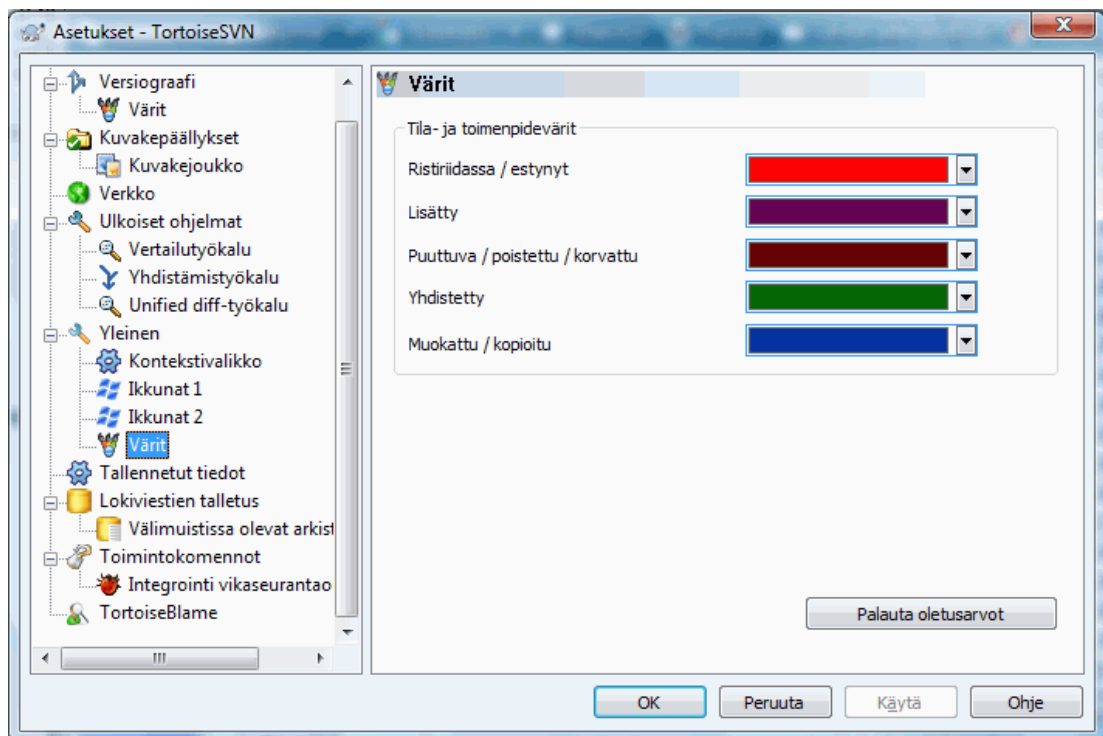 Asetukset - TortoiseSVN
Versiograafi
Värit
Kuvakepäällykset
Kuvakejoukko
Verkko
Ulkoiset ohjelmat
Vertailutyökalu
Yhdistämistyökalu
Unified diff-työkalu
Yleinen
Kontekstivalikko
Ikkunat 1
Ikkunat 2
Värit
Tallennetut tiedot
Lokiviestien talletus
Välimuistissa olevat arkist
Toimintokomennot
Integrointi vikaseurantao
TortoiseBlame
Värit
Tila- ja toimenpidevärit
Ristiriidassa / estynyt
Lisätty
Puuttuva / poistettu / korvattu
Yhdistetty
Muokattu / kopioitu
Palauta oletusarvot
OK
Peruuta
Käytä
Ohje